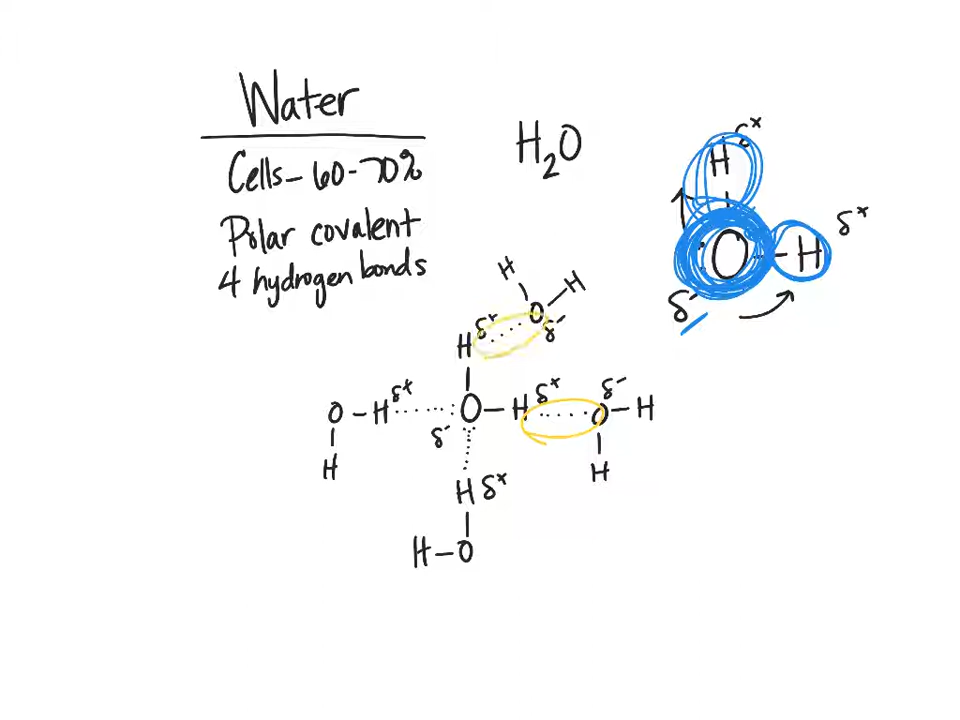 Water
Cells - 60-70%
Polar covalent
4 hydrogen bonds
H₂O
δ⁺
H
O - H δ⁺
δ⁻
H H
O
δ⁺ δ⁻
H
O - H δ⁺ O - H δ⁺ δ⁻ O - H
δ⁻
H H
H δ⁺
H - O